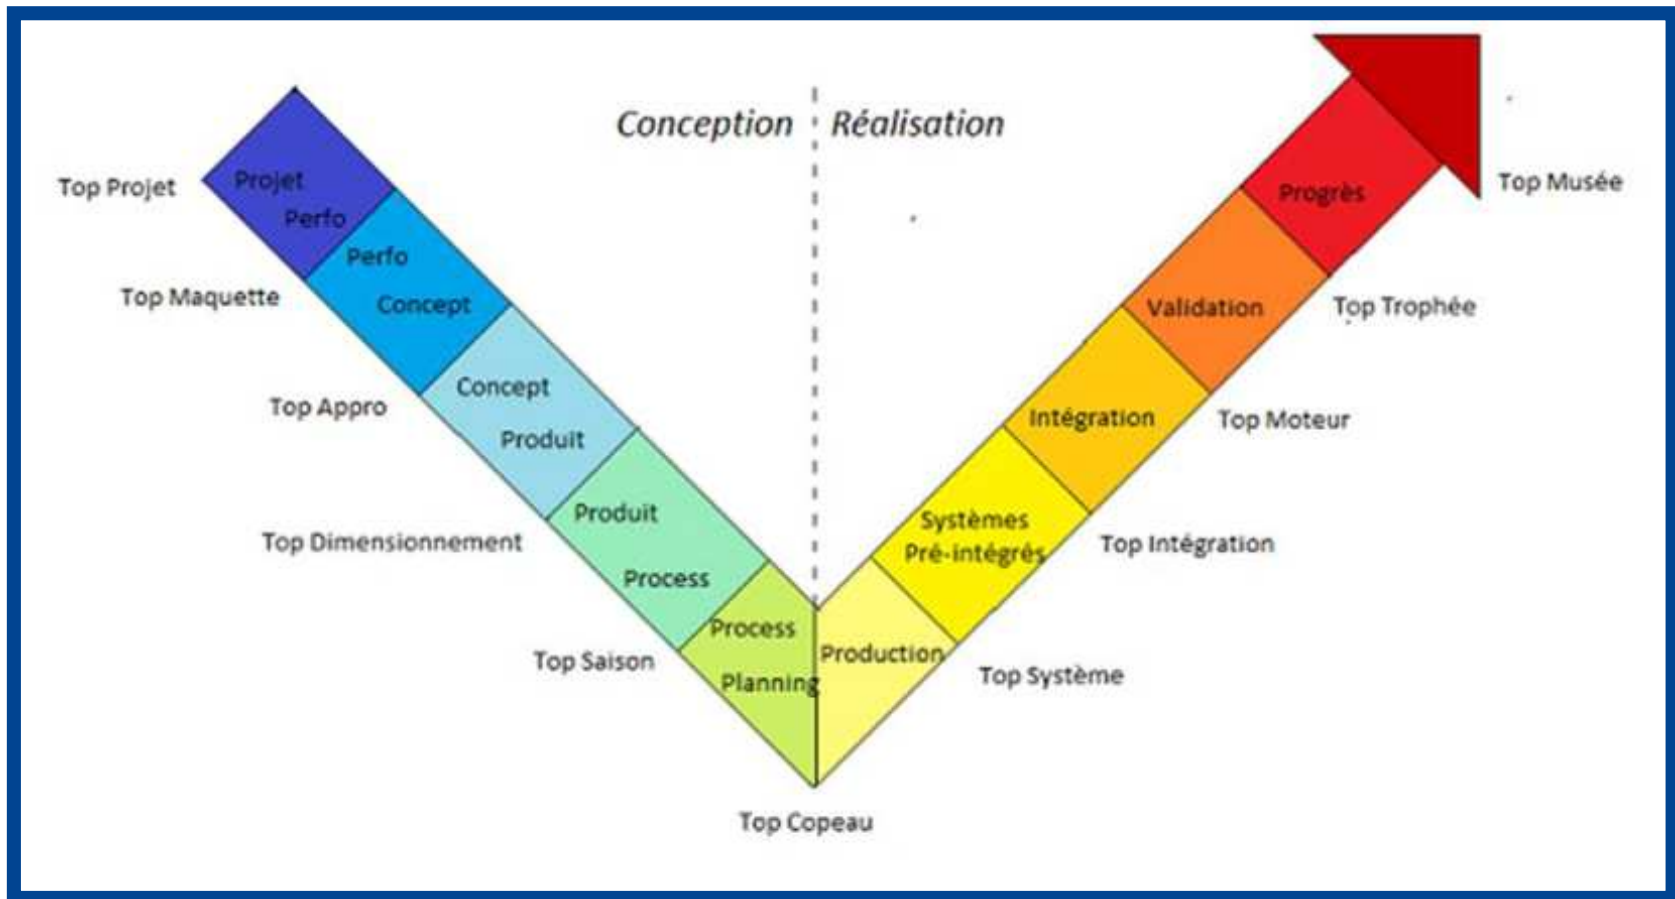 Conception
Réalisation
Top Projet
Projet
Perfo
Top Maquette
Perfo
Concept
Top Appro
Concept
Produit
Top Dimensionnement
Produit
Process
Top Saison
Process
Planning
Top Copeau
Production
Top Système
Systèmes
Pré-intégrés
Top Intégration
Intégration
Top Moteur
Validation
Top Trophée
Progrès
Top Musée